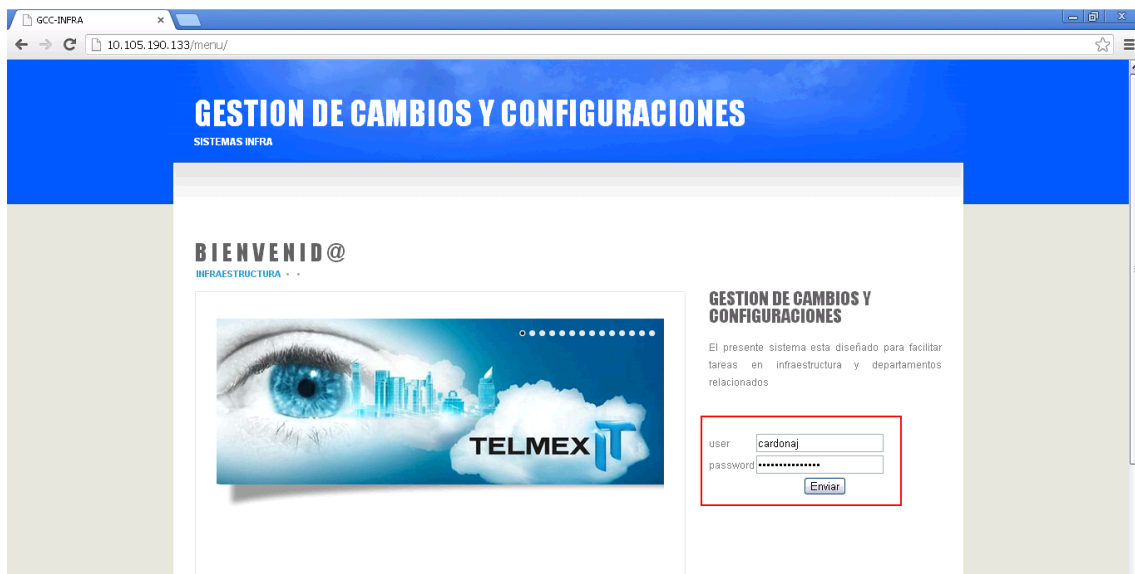 GCC-INFRA
10.105.190.133/menu/
GESTION DE CAMBIOS Y CONFIGURACIONES
SISTEMAS INFRA
BIENVENID@
INFRAESTRUCTURA
GESTION DE CAMBIOS Y
CONFIGURACIONES
El presente sistema esta diseñado para facilitar
tareas en infraestructura y departamentos
relacionados
TELMEX IT
user cardonaj
password •••••••••••••••
Enviar